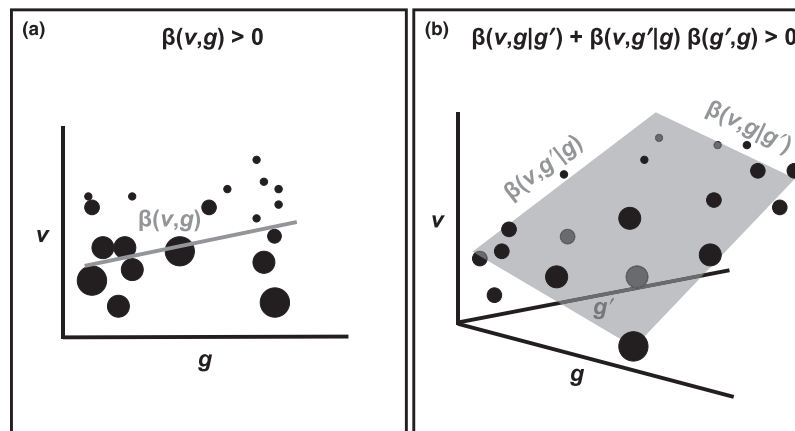 (a)
β(v,g) > 0
v
β(v,g)
g
(b)
β(v,g|g′) + β(v,g′|g) β(g′,g) > 0
v
β(v,g′|g)
β(v,g|g′)
g′
g